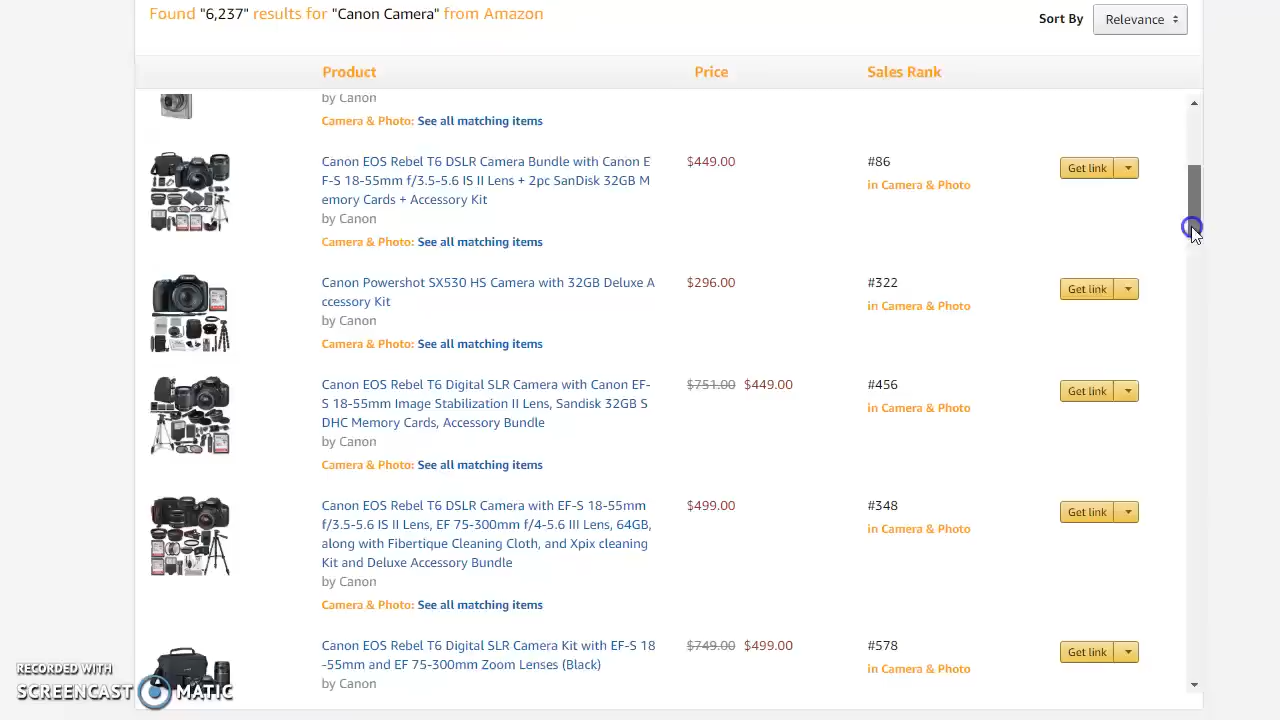 Found "6,237" results for "Canon Camera" from Amazon
Sort By Relevance
Product Price Sales Rank
by Canon
Camera & Photo: See all matching items
Canon EOS Rebel T6 DSLR Camera Bundle with Canon E $449.00 #86 Get link
F-S 18-55mm f/3.5-5.6 IS II Lens + 2pc SanDisk 32GB M in Camera & Photo
emory Cards + Accessory Kit
by Canon
Camera & Photo: See all matching items
Canon Powershot SX530 HS Camera with 32GB Deluxe A $296.00 #322 Get link
ccessory Kit in Camera & Photo
by Canon
Camera & Photo: See all matching items
Canon EOS Rebel T6 Digital SLR Camera with Canon EF- $751.00 $449.00 #456 Get link
S 18-55mm Image Stabilization II Lens, Sandisk 32GB S in Camera & Photo
DHC Memory Cards, Accessory Bundle
by Canon
Camera & Photo: See all matching items
Canon EOS Rebel T6 DSLR Camera with EF-S 18-55mm $499.00 #348 Get link
f/3.5-5.6 IS II Lens, EF 75-300mm f/4-5.6 III Lens, 64GB, in Camera & Photo
along with Fibertique Cleaning Cloth, and Xpix cleaning
Kit and Deluxe Accessory Bundle
by Canon
Camera & Photo: See all matching items
Canon EOS Rebel T6 Digital SLR Camera Kit with EF-S 18 $749.00 $499.00 #578 Get link
-55mm and EF 75-300mm Zoom Lenses (Black) in Camera & Photo
by Canon
RECORDED WITH
SCREENCAST MATIC